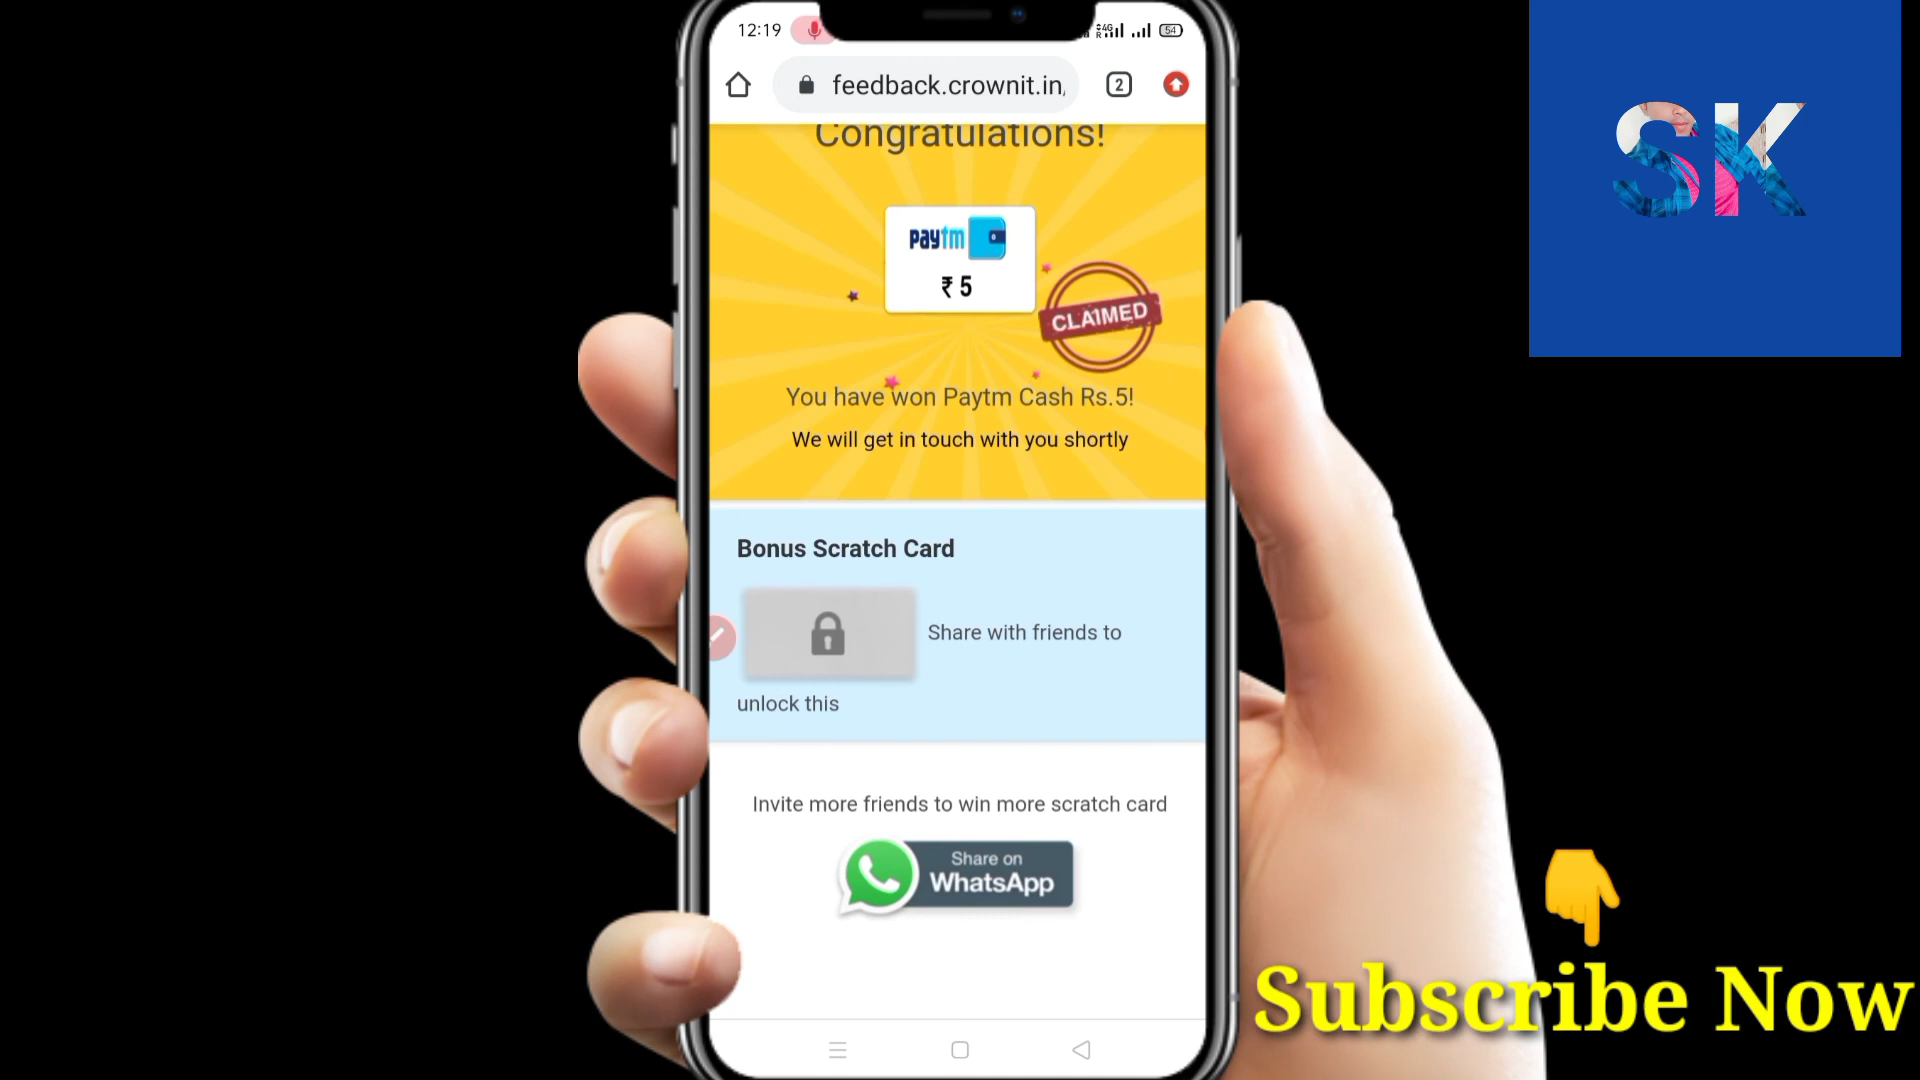 12:19
4G
R
54
feedback.crownit.in
2
SK
Congratulations!
paytm
₹ 5
CLAIMED
You have won Paytm Cash Rs.5!
We will get in touch with you shortly
Bonus Scratch Card
Share with friends to
unlock this
Invite more friends to win more scratch card
Share on
WhatsApp
Subscribe Now